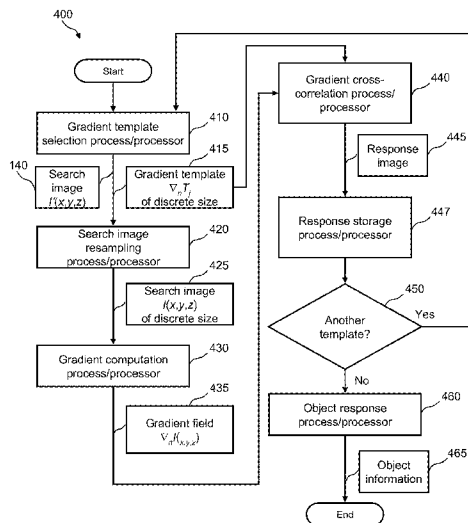 400
Start
Gradient template
selection process/processor
410
140
Search
image
I'(x,y,z)
415
Gradient template
∇nTj
of discrete size
420
Search image
resampling
process/processor
425
Search image
I(x,y,z)
of discrete size
430
Gradient computation
process/processor
435
Gradient field
∇nI(x,y,z)
Gradient cross-
correlation process/
processor
440
Response
image
445
447
Response storage
process/processor
450
Another
template?
Yes
No
Object response
process/processor
460
Object
information
465
End